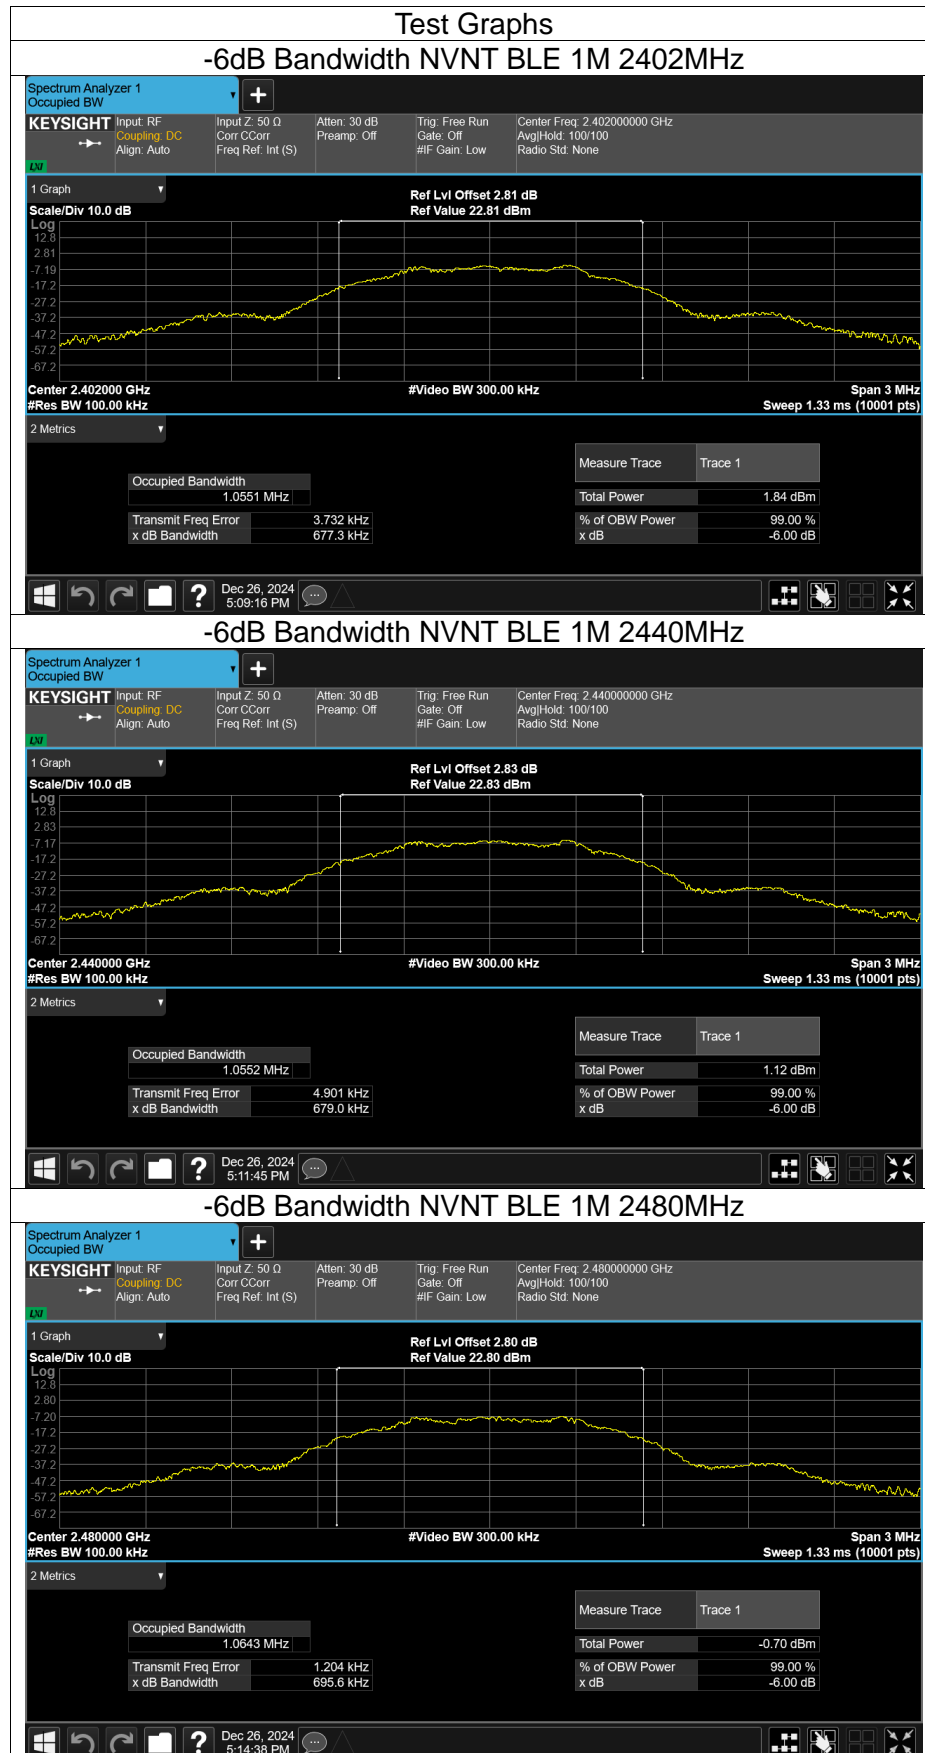 Test Graphs
-6dB Bandwidth NVNT BLE 1M 2402MHz
Spectrum Analyzer 1
Occupied BW
+
KEYSIGHT Input: RF Input Z: 50 Ω Atten: 30 dB Trig: Free Run Center Freq: 2.402000000 GHz
Coupling: DC Corr CCorr Preamp: Off Gate: Off Avg|Hold: 100/100
Align: Auto Freq Ref: Int (S) #IF Gain: Low Radio Std: None
LXI
1 Graph
Ref Lvl Offset 2.81 dB
Scale/Div 10.0 dB Ref Value 22.81 dBm
Log
12.8
2.81
-7.19
-17.2
-27.2
-37.2
-47.2
-57.2
-67.2
Center 2.402000 GHz #Video BW 300.00 kHz Span 3 MHz
#Res BW 100.00 kHz Sweep 1.33 ms (10001 pts)
2 Metrics
Measure Trace Trace 1
Occupied Bandwidth
1.0551 MHz Total Power 1.84 dBm
Transmit Freq Error 3.732 kHz % of OBW Power 99.00 %
x dB Bandwidth 677.3 kHz x dB -6.00 dB
? Dec 26, 2024
5:09:16 PM
-6dB Bandwidth NVNT BLE 1M 2440MHz
Spectrum Analyzer 1
Occupied BW
+
KEYSIGHT Input: RF Input Z: 50 Ω Atten: 30 dB Trig: Free Run Center Freq: 2.440000000 GHz
Coupling: DC Corr CCorr Preamp: Off Gate: Off Avg|Hold: 100/100
Align: Auto Freq Ref: Int (S) #IF Gain: Low Radio Std: None
LXI
1 Graph
Ref Lvl Offset 2.83 dB
Scale/Div 10.0 dB Ref Value 22.83 dBm
Log
12.8
2.83
-7.17
-17.2
-27.2
-37.2
-47.2
-57.2
-67.2
Center 2.440000 GHz #Video BW 300.00 kHz Span 3 MHz
#Res BW 100.00 kHz Sweep 1.33 ms (10001 pts)
2 Metrics
Measure Trace Trace 1
Occupied Bandwidth
1.0552 MHz Total Power 1.12 dBm
Transmit Freq Error 4.901 kHz % of OBW Power 99.00 %
x dB Bandwidth 679.0 kHz x dB -6.00 dB
? Dec 26, 2024
5:11:45 PM
-6dB Bandwidth NVNT BLE 1M 2480MHz
Spectrum Analyzer 1
Occupied BW
+
KEYSIGHT Input: RF Input Z: 50 Ω Atten: 30 dB Trig: Free Run Center Freq: 2.480000000 GHz
Coupling: DC Corr CCorr Preamp: Off Gate: Off Avg|Hold: 100/100
Align: Auto Freq Ref: Int (S) #IF Gain: Low Radio Std: None
LXI
1 Graph
Ref Lvl Offset 2.80 dB
Scale/Div 10.0 dB Ref Value 22.80 dBm
Log
12.8
2.80
-7.20
-17.2
-27.2
-37.2
-47.2
-57.2
-67.2
Center 2.480000 GHz #Video BW 300.00 kHz Span 3 MHz
#Res BW 100.00 kHz Sweep 1.33 ms (10001 pts)
2 Metrics
Measure Trace Trace 1
Occupied Bandwidth
1.0643 MHz Total Power -0.70 dBm
Transmit Freq Error 1.204 kHz % of OBW Power 99.00 %
x dB Bandwidth 695.6 kHz x dB -6.00 dB
? Dec 26, 2024
5:14:38 PM